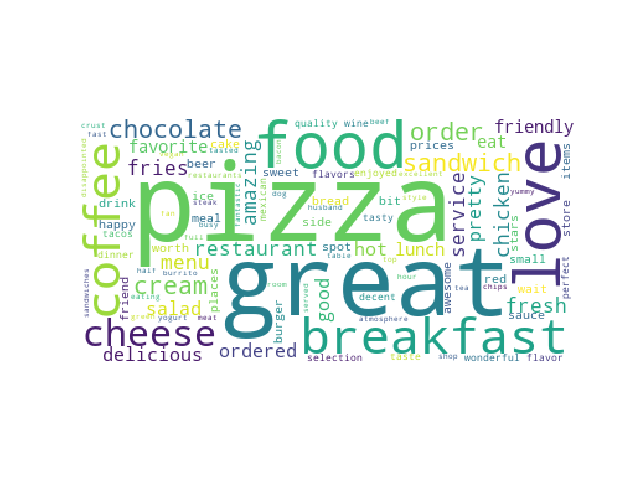 crust
chocolate
food
quality wine
beef
order
friendly
fast
disappointed
coffee
favorite
cake
tasted
amazing
bacon
prices
eat
items
fries
beer
restaurants
sweet
flavors
enjoyed
excellent
sandwich
love
pizza
drink
ice
steak
fantastic
mexican
dog
bread
bit
style
service
pretty
chicken
yummy
happy
meal
busy
husband
side
tasty
stars
store
tacos
worth
restaurant
spot
table
hot
lunch
dinner
menu
great
small
perfect
sandwiches
friend
half
burrito
cream
places
room
served
good
decent
hour
awesome
red
tea
chips
wait
eating
salad
green
yogurt
meat
burger
atmosphere
fresh
sauce
cheese
breakfast
delicious
ordered
selection
taste
shop
wonderful
flavor
top